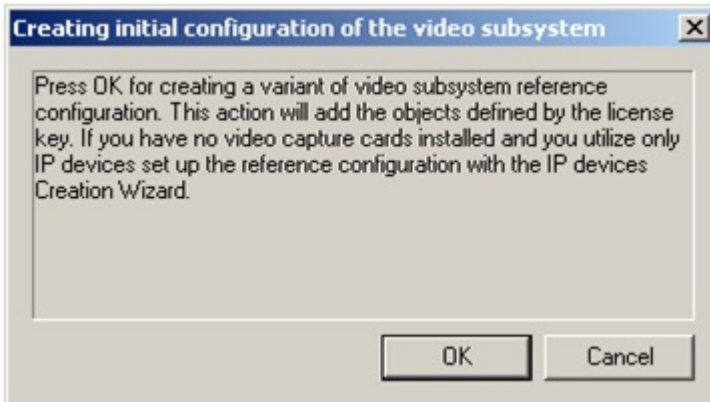 Creating initial configuration of the video subsystem
Press OK for creating a variant of video subsystem reference
configuration. This action will add the objects defined by the license
key. If you have no video capture cards installed and you utilize only
IP devices set up the reference configuration with the IP devices
Creation Wizard.
OK
Cancel